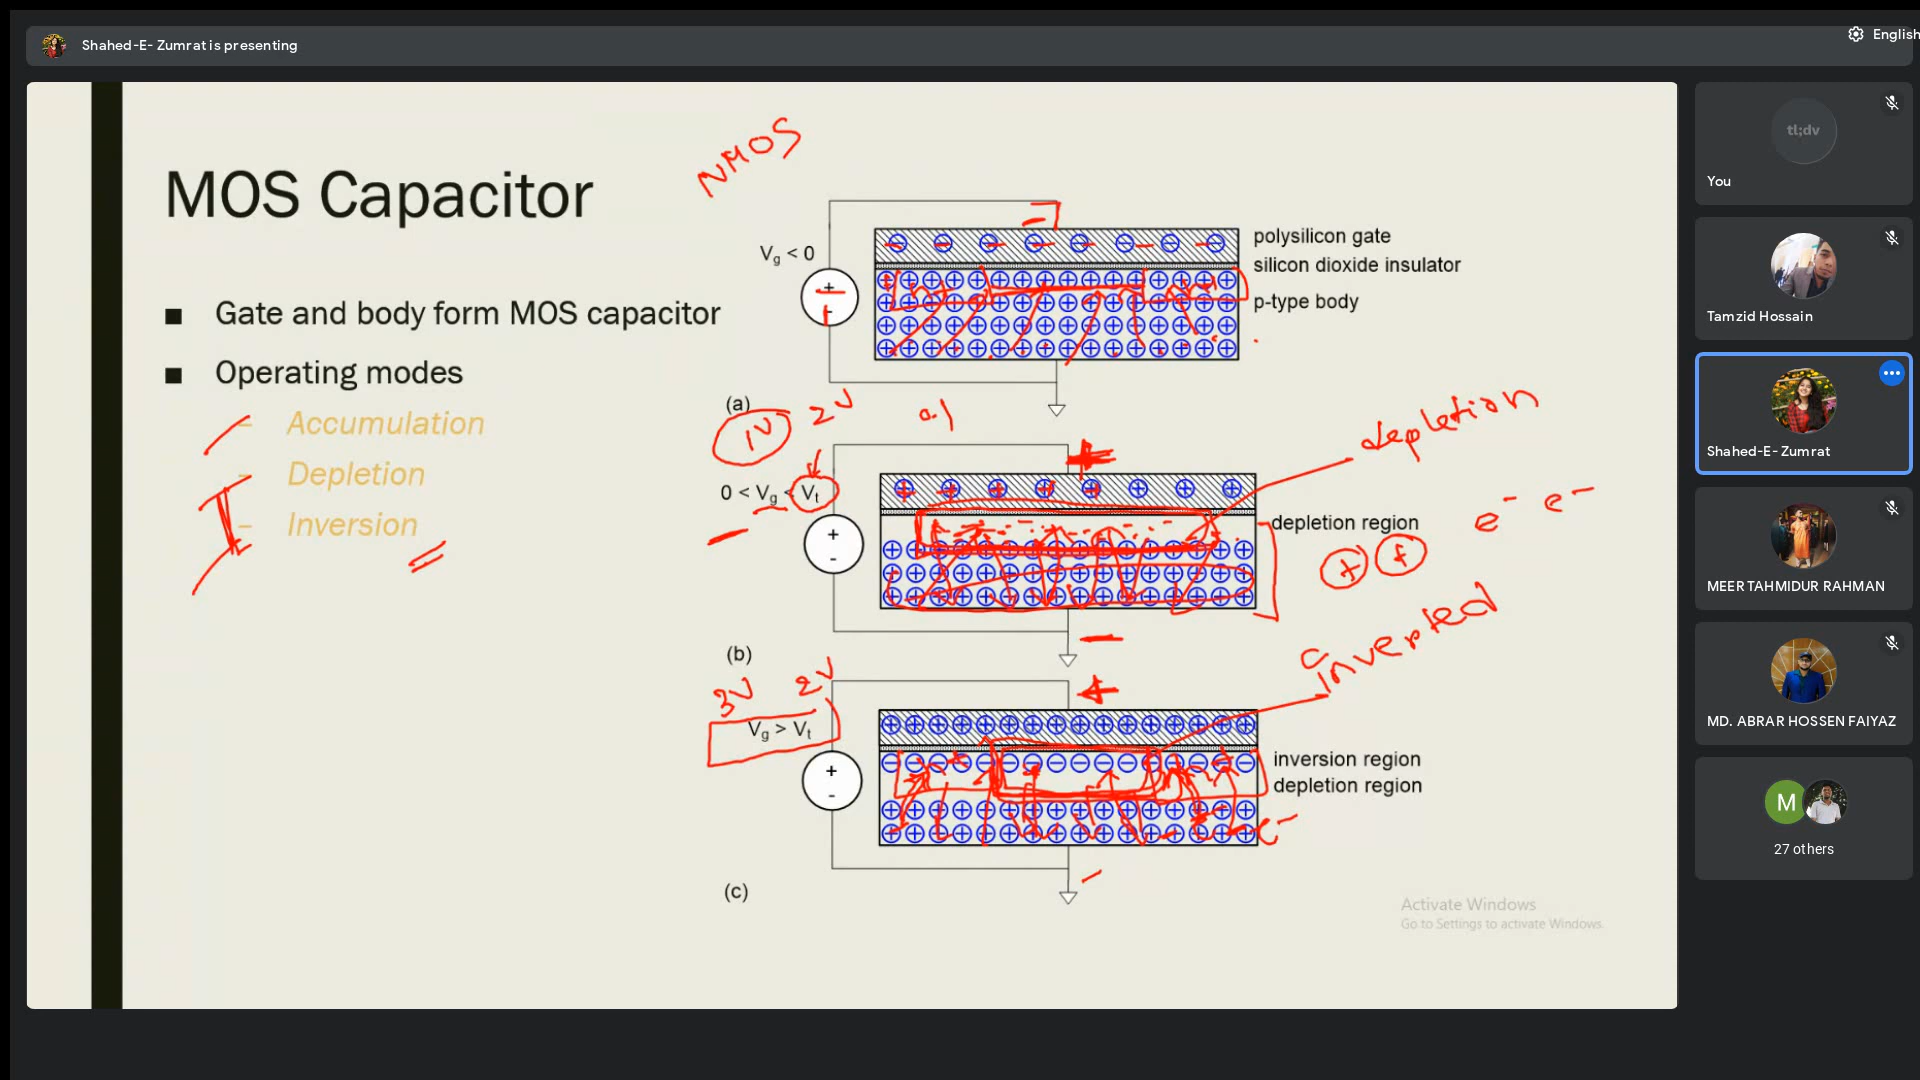 Shahed-E- Zumrat is presenting
English
MOS Capacitor
■ Gate and body form MOS capacitor
■ Operating modes
– Accumulation
– Depletion
– Inversion
NMOS
Vg < 0
polysilicon gate
silicon dioxide insulator
p-type body
(a)
1V
2V
0 < Vg < Vt
depletion
depletion region
e⁻ e⁻
(b)
3V
2V
Vg > Vt
inverted
inversion region
depletion region
e⁻
(c)
Activate Windows
Go to Settings to activate Windows.
tl;dv
You
Tamzid Hossain
Shahed-E- Zumrat
MEER TAHMIDUR RAHMAN
MD. ABRAR HOSSEN FAIYAZ
M
27 others